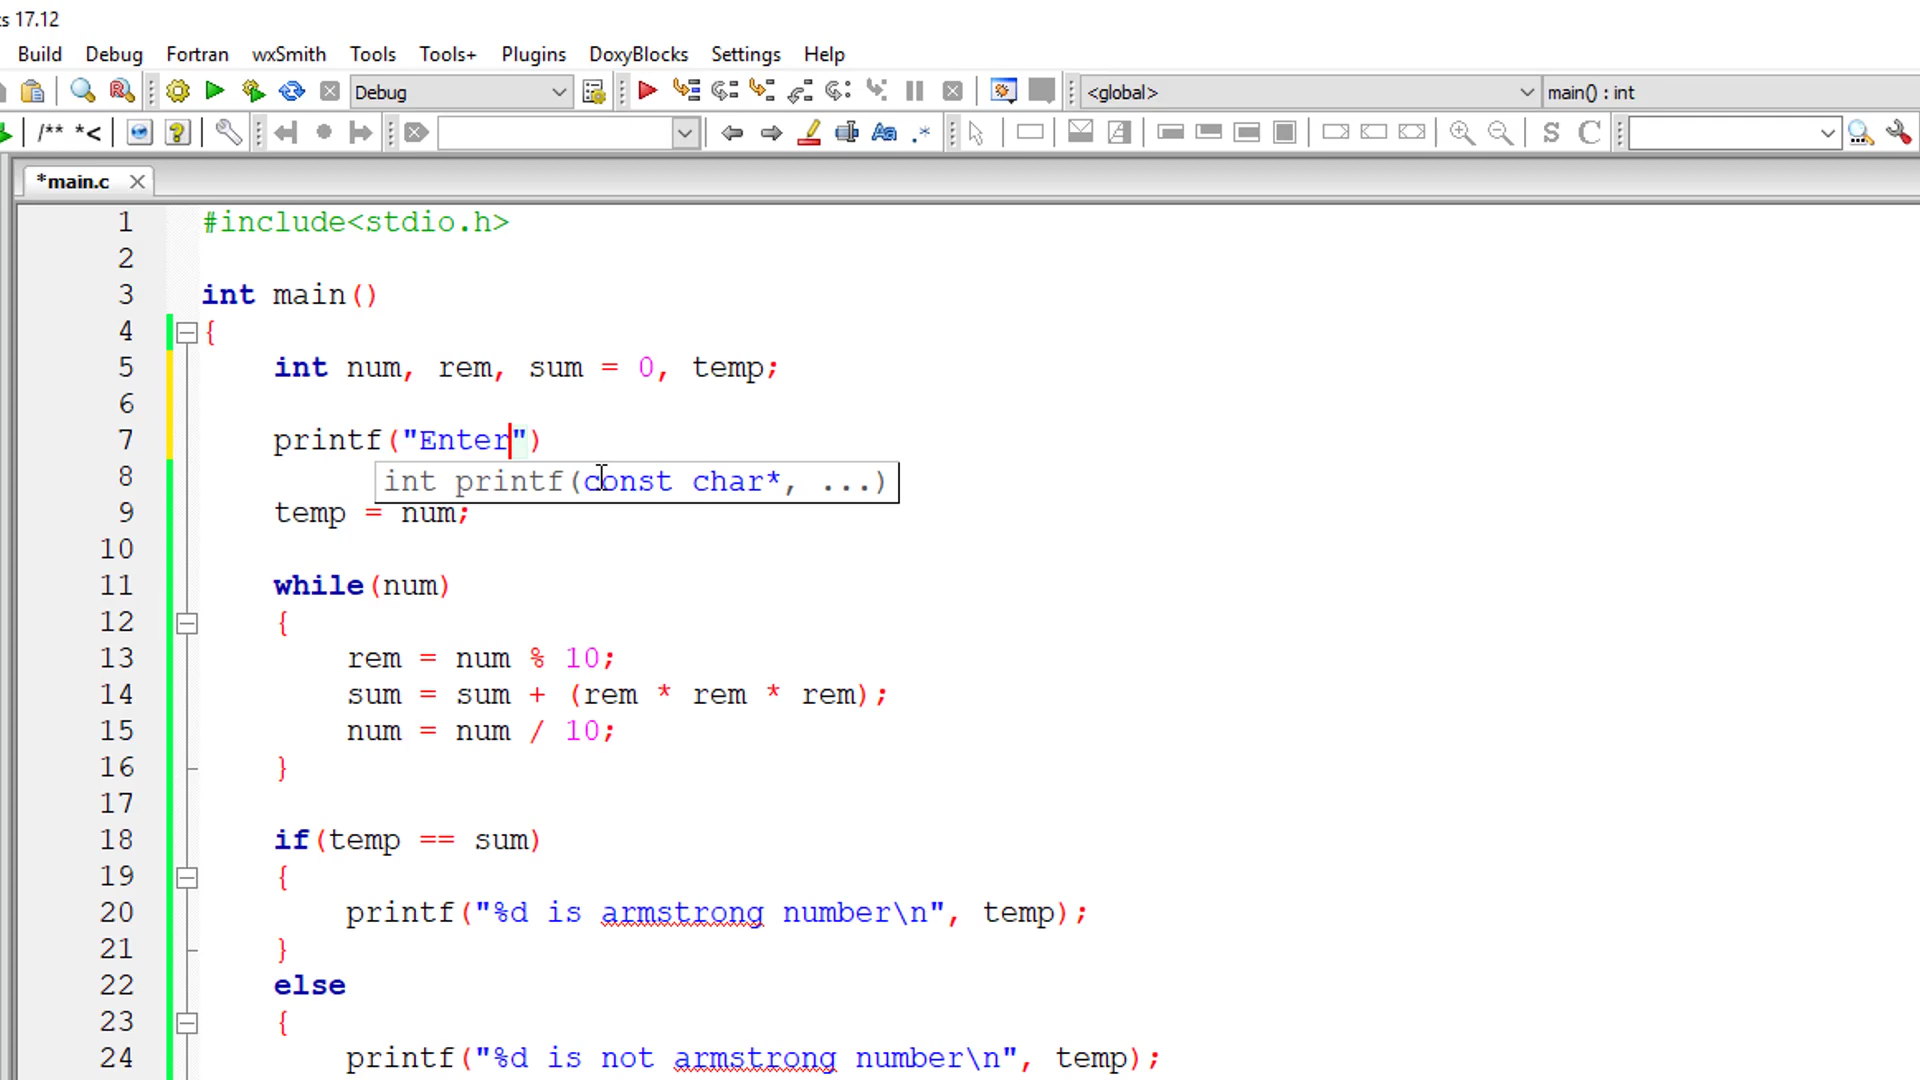 s 17.12
Build Debug Fortran wxSmith Tools Tools+ Plugins DoxyBlocks Settings Help
Debug <global> main() : int
/** *< Aa .* S C
*main.c
1 #include<stdio.h>
2
3 int main()
4 {
5 int num, rem, sum = 0, temp;
6
7 printf("Enter")
8 int printf(const char*, ...)
9 temp = num;
10
11 while(num)
12 {
13 rem = num % 10;
14 sum = sum + (rem * rem * rem);
15 num = num / 10;
16 }
17
18 if(temp == sum)
19 {
20 printf("%d is armstrong number\n", temp);
21 }
22 else
23 {
24 printf("%d is not armstrong number\n", temp);